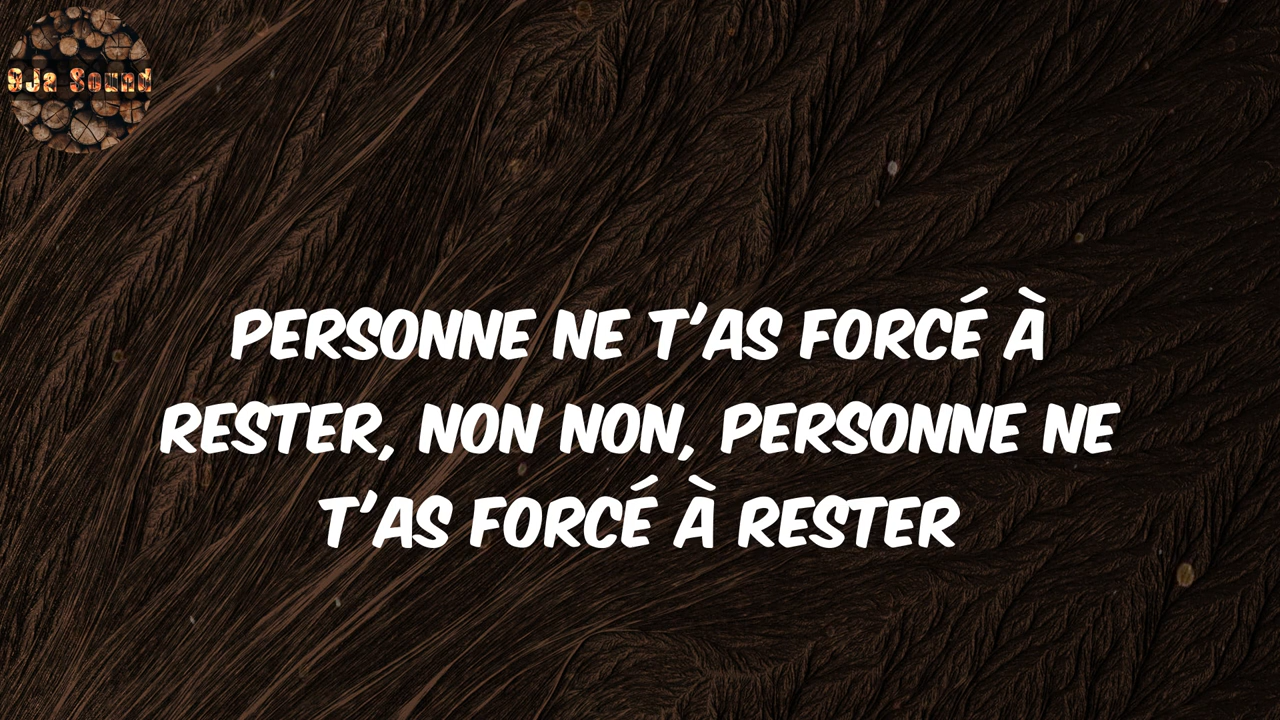 9Ja Sound
PERSONNE NE T'AS FORCÉ À
RESTER, NON NON, PERSONNE NE
T'AS FORCÉ À RESTER